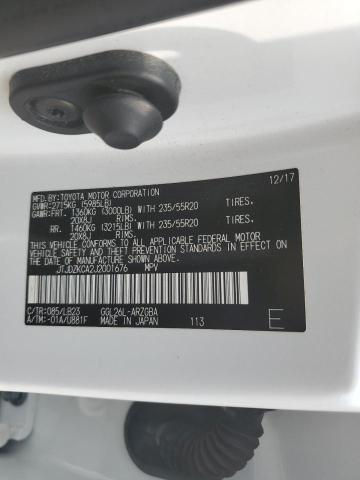 MFD.BY:TOYOTA MOTOR CORPORATION 12/17
GVWR:2715KG (5985LB)
GAWR:FRT. 1360KG (3000LB) WITH 235/55R20 TIRES,
20X8J RIMS.
RR. 1460KG (3215LB) WITH 235/55R20 TIRES,
20X8J RIMS.
THIS VEHICLE CONFORMS TO ALL APPLICABLE FEDERAL MOTOR
VEHICLE SAFETY STANDARDS IN EFFECT ON THE DATE OF
MANUFACTURE SHOWN ABOVE.
JTJDZKCA2J2001676 MPV
C/TR:085/LB23 GGL26L-ARZGBA
A/TM:-01A/U881F MADE IN JAPAN 113
E